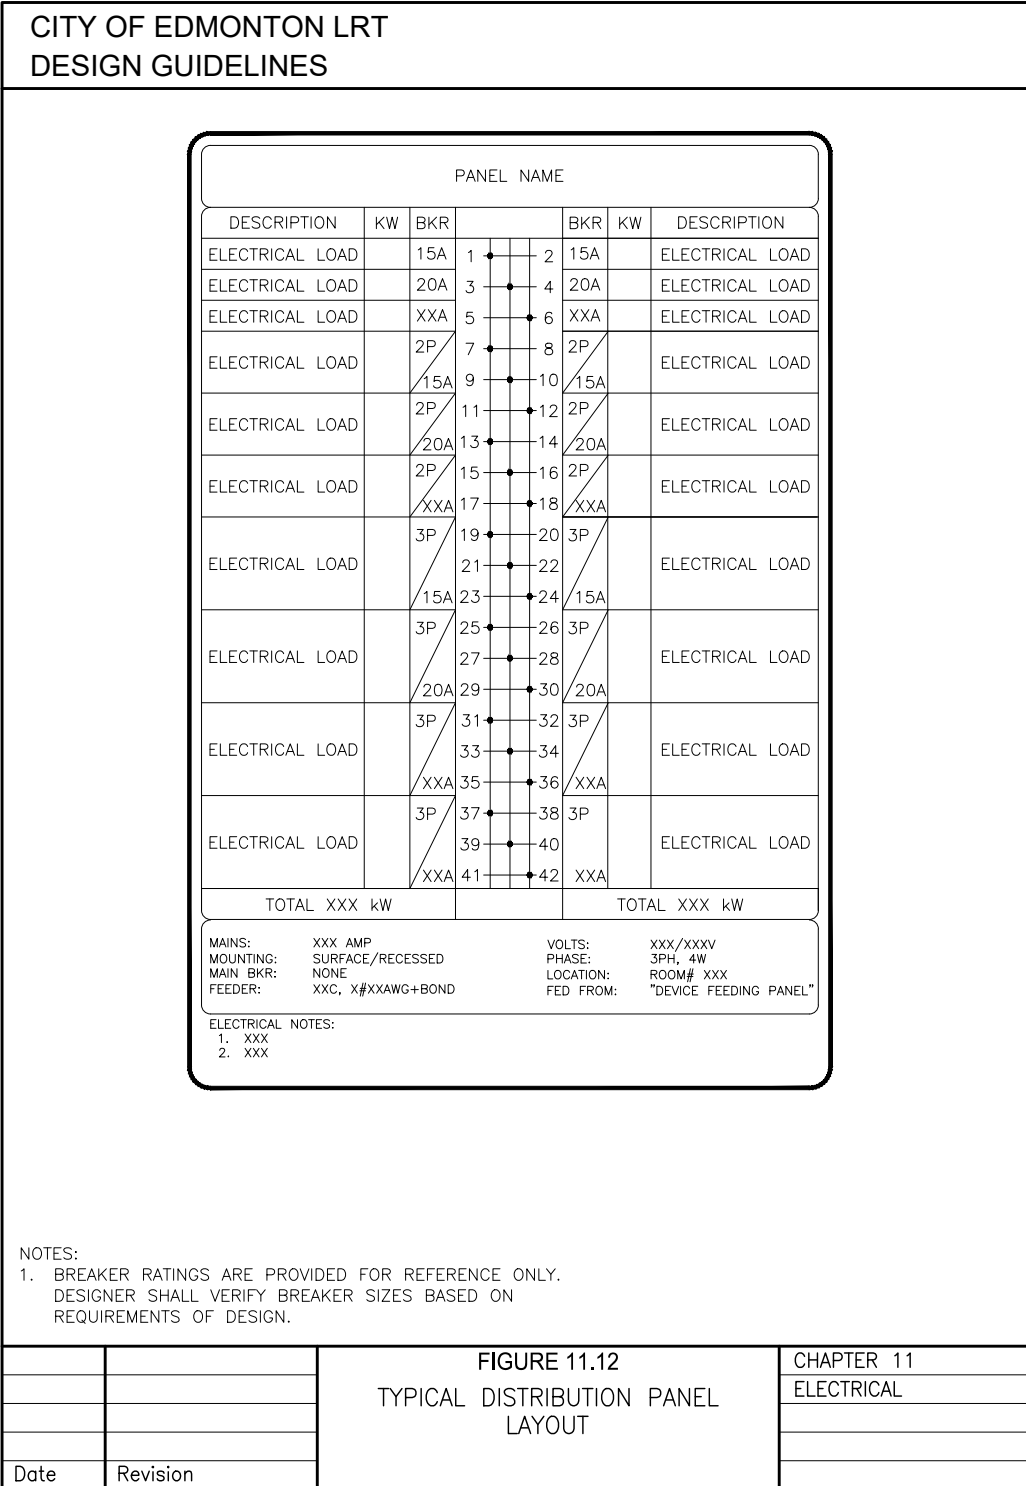 CITY OF EDMONTON LRT
DESIGN GUIDELINES
PANEL NAME
DESCRIPTION KW BKR BKR KW DESCRIPTION
ELECTRICAL LOAD 15A 1 2 15A ELECTRICAL LOAD
ELECTRICAL LOAD 20A 3 4 20A ELECTRICAL LOAD
ELECTRICAL LOAD XXA 5 6 XXA ELECTRICAL LOAD
2P 7 8 2P
ELECTRICAL LOAD ELECTRICAL LOAD
15A 9 10 15A
2P 11 12 2P
ELECTRICAL LOAD ELECTRICAL LOAD
20A 13 14 20A
2P 15 16 2P
ELECTRICAL LOAD ELECTRICAL LOAD
XXA 17 18 XXA
3P 19 20 3P
ELECTRICAL LOAD 21 22 ELECTRICAL LOAD
15A 23 24 15A
3P 25 26 3P
ELECTRICAL LOAD 27 28 ELECTRICAL LOAD
20A 29 30 20A
3P 31 32 3P
ELECTRICAL LOAD 33 34 ELECTRICAL LOAD
XXA 35 36 XXA
3P 37 38 3P
ELECTRICAL LOAD 39 40 ELECTRICAL LOAD
XXA 41 42 XXA
TOTAL XXX kW TOTAL XXX kW
MAINS: XXX AMP VOLTS: XXX/XXXV
MOUNTING: SURFACE/RECESSED PHASE: 3PH, 4W
MAIN BKR: NONE LOCATION: ROOM# XXX
FEEDER: XXC, X#XXAWG+BOND FED FROM: "DEVICE FEEDING PANEL"
ELECTRICAL NOTES:
1. XXX
2. XXX
NOTES:
1. BREAKER RATINGS ARE PROVIDED FOR REFERENCE ONLY.
DESIGNER SHALL VERIFY BREAKER SIZES BASED ON
REQUIREMENTS OF DESIGN.
FIGURE 11.12
TYPICAL DISTRIBUTION PANEL
LAYOUT
CHAPTER 11
ELECTRICAL
Date Revision